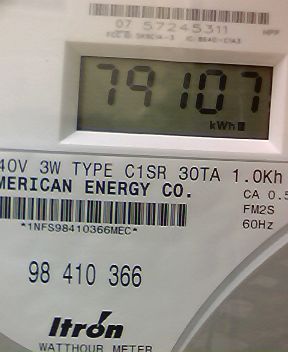 07 57245311 HPP
79107
kWh
40V 3W TYPE C1SR 30TA 1.0Kh
MERICAN ENERGY CO.
CA 0.5
FM2S
*1NFS98410366MEC*
60Hz
98 410 366
Itron
WATTHOUR METER